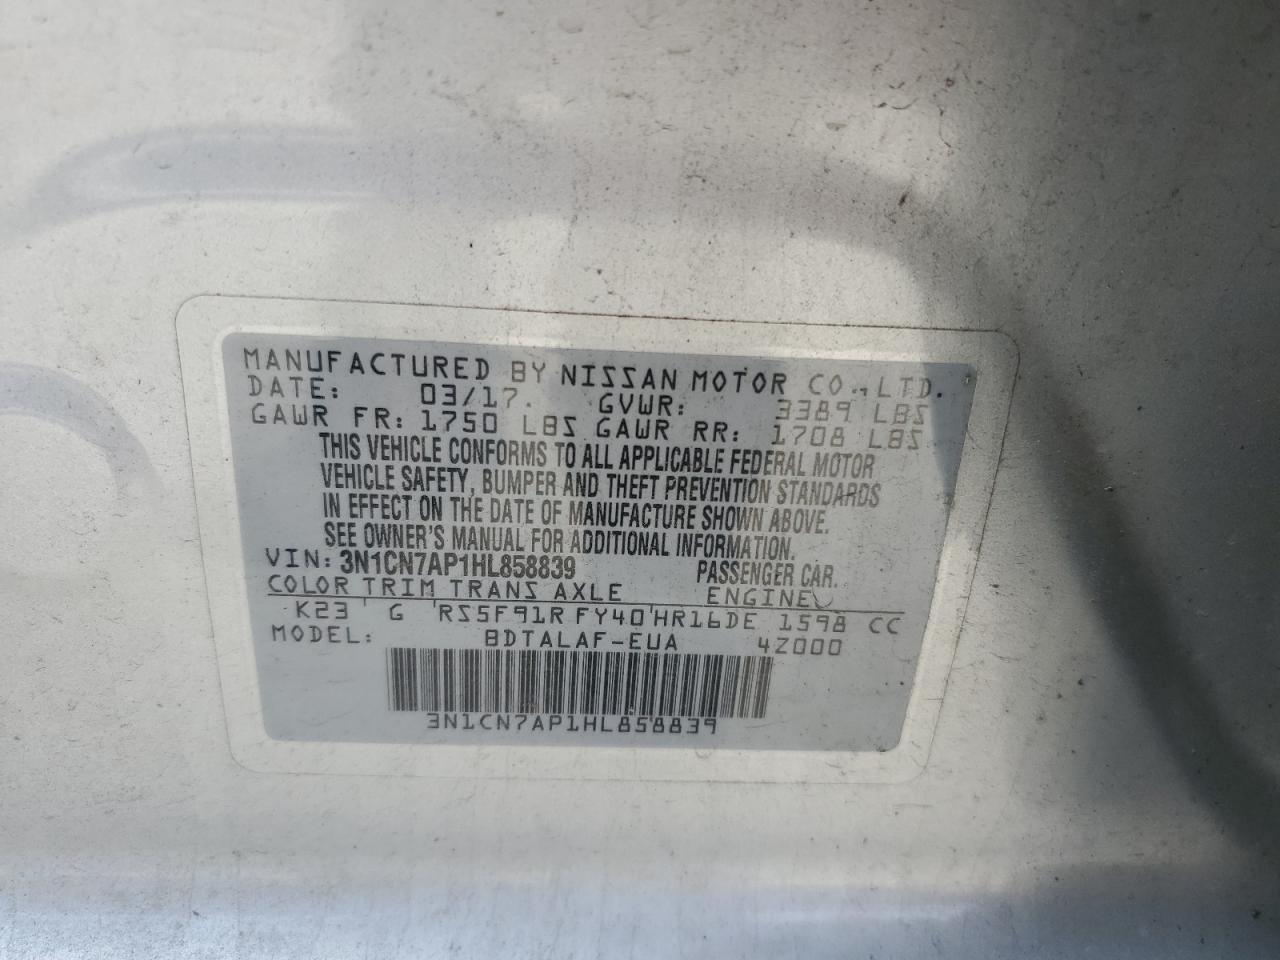 MANUFACTURED BY NISSAN MOTOR CO., LTD.
DATE: 03/17. GVWR: 3389 LBS
GAWR FR: 1750 LBS GAWR RR: 1708 LBS
THIS VEHICLE CONFORMS TO ALL APPLICABLE FEDERAL MOTOR
VEHICLE SAFETY, BUMPER AND THEFT PREVENTION STANDARDS
IN EFFECT ON THE DATE OF MANUFACTURE SHOWN ABOVE.
SEE OWNER'S MANUAL FOR ADDITIONAL INFORMATION.
VIN: 3N1CN7AP1HL858839 PASSENGER CAR.
COLOR TRIM TRANS AXLE ENGINE
K23 G RS5F91R FY40 HR16DE 1598 CC
MODEL: BDTALAF-EUA 4Z000
3N1CN7AP1HL858839